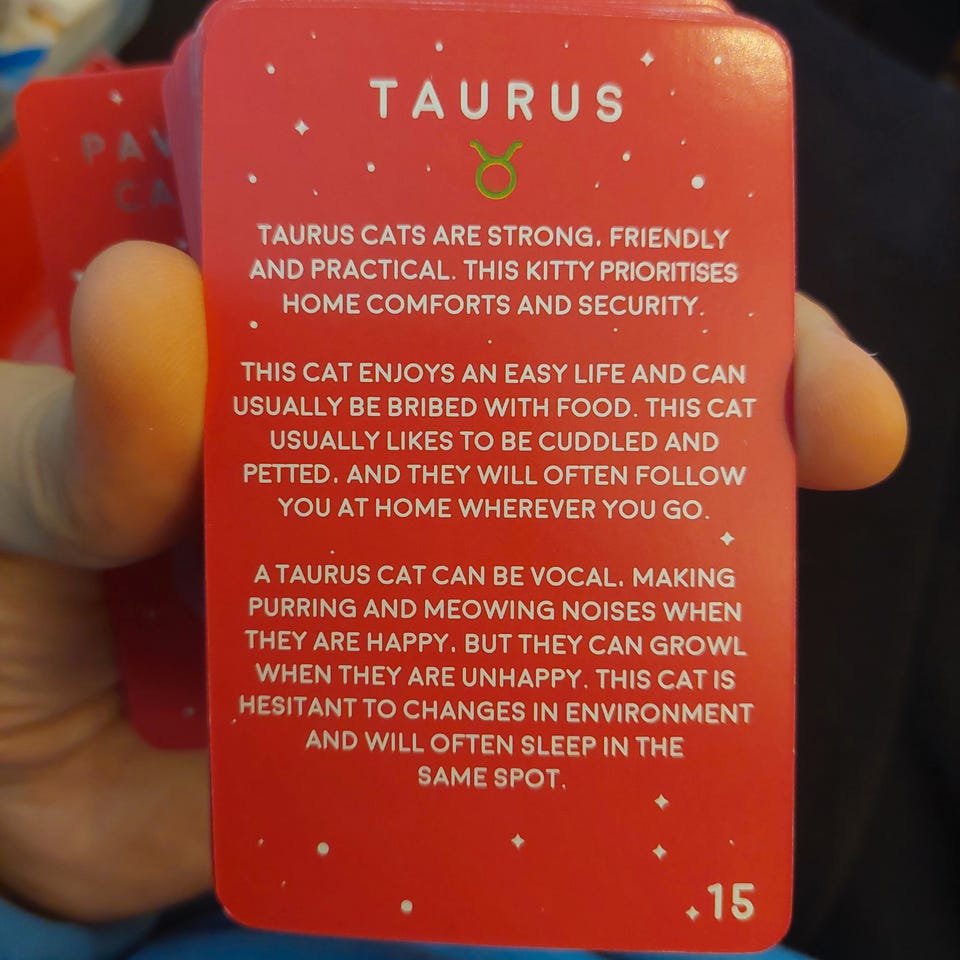 PAW
CA
TAURUS
TAURUS CATS ARE STRONG, FRIENDLY
AND PRACTICAL. THIS KITTY PRIORITISES
HOME COMFORTS AND SECURITY.
THIS CAT ENJOYS AN EASY LIFE AND CAN
USUALLY BE BRIBED WITH FOOD. THIS CAT
USUALLY LIKES TO BE CUDDLED AND
PETTED, AND THEY WILL OFTEN FOLLOW
YOU AT HOME WHEREVER YOU GO.
A TAURUS CAT CAN BE VOCAL, MAKING
PURRING AND MEOWING NOISES WHEN
THEY ARE HAPPY, BUT THEY CAN GROWL
WHEN THEY ARE UNHAPPY. THIS CAT IS
HESITANT TO CHANGES IN ENVIRONMENT
AND WILL OFTEN SLEEP IN THE
SAME SPOT.
15